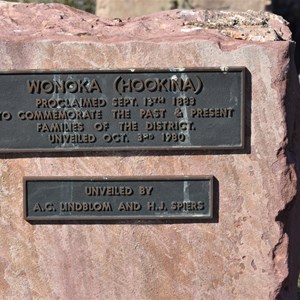 WONOKA (HOOKINA)
PROCLAIMED SEPT. 13TH 1883
TO COMMEMORATE THE PAST & PRESENT
FAMILIES OF THE DISTRICT.
UNVEILED OCT. 3RD 1980
UNVEILED BY
A.C. LINDBLOM AND H.J. SPIERS